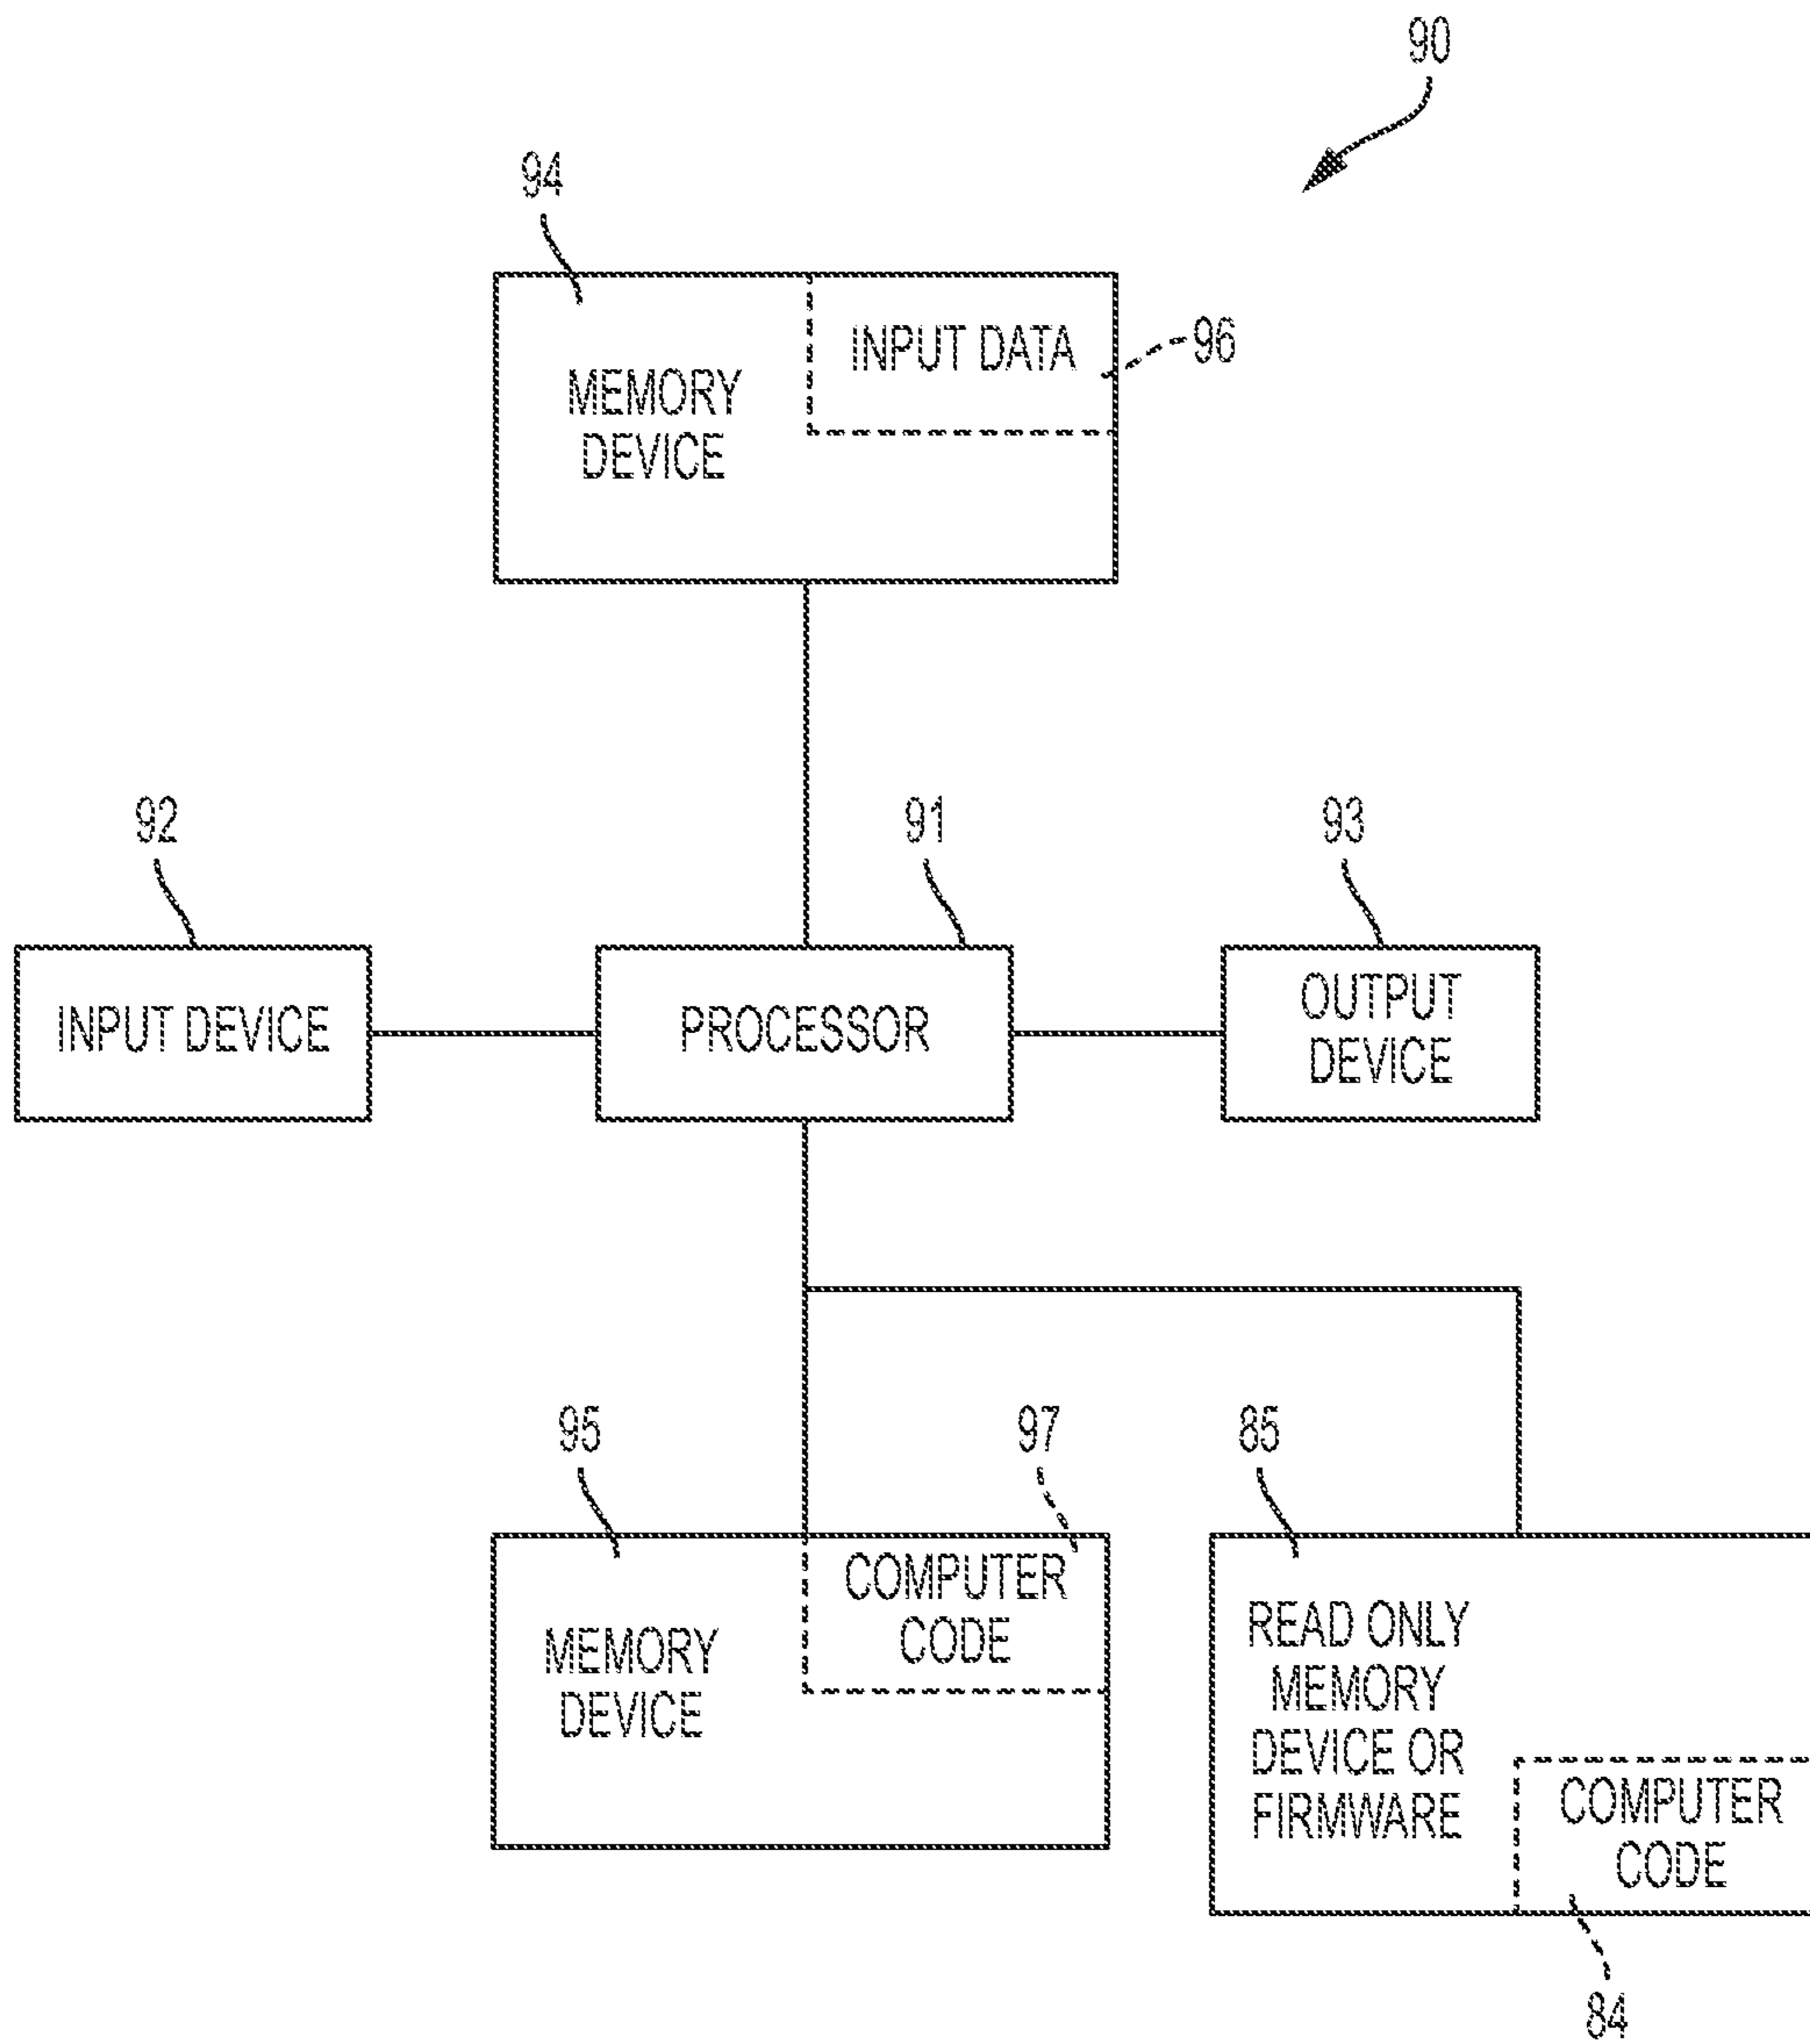 90
94
INPUT DATA
96
MEMORY
DEVICE
92
91
93
INPUT DEVICE
PROCESSOR
OUTPUT
DEVICE
95
97
85
COMPUTER
CODE
MEMORY
DEVICE
READ ONLY
MEMORY
DEVICE OR
FIRMWARE
COMPUTER
CODE
84